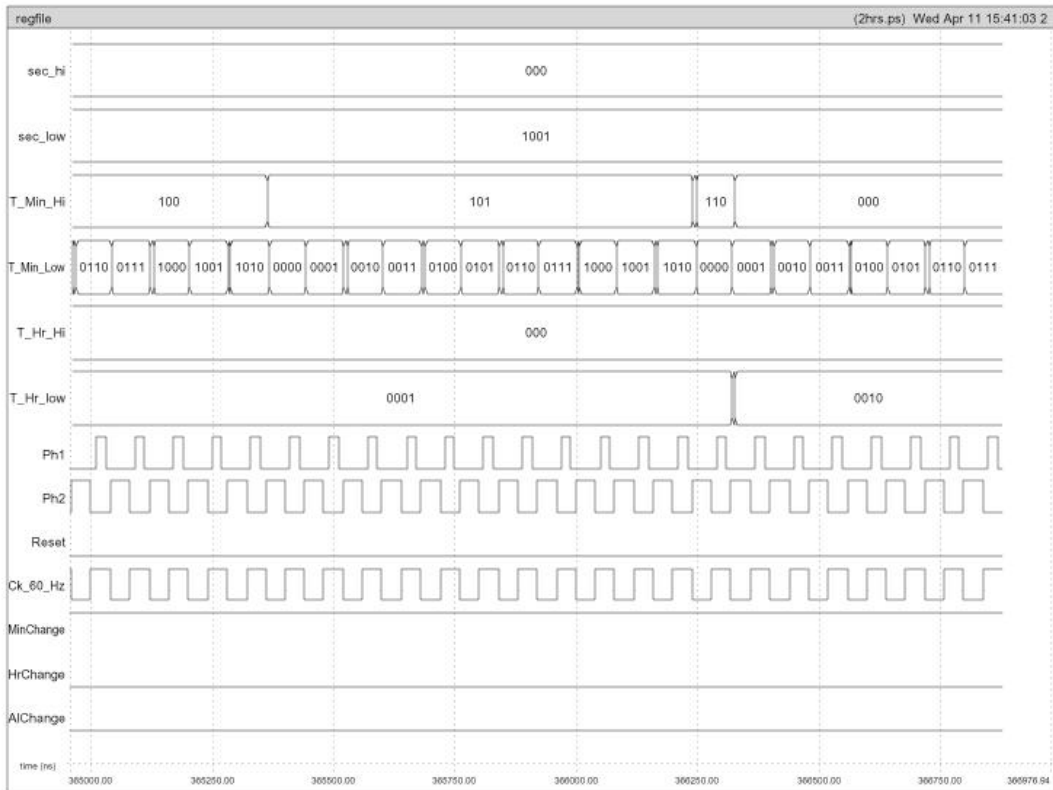 regfile (2hrs.ps) Wed Apr 11 15:41:03 2
sec_hi 000
sec_low 1001
T_Min_Hi 100 101 110 000
T_Min_Low 0110 0111 1000 1001 1010 0000 0001 0010 0011 0100 0101 0110 0111 1000 1001 1010 0000 0001 0010 0011 0100 0101 0110 0111
T_Hr_Hi 000
T_Hr_low 0001 0010
Ph1
Ph2
Reset
Ck_60_Hz
MinChange
HrChange
AlChange
time (ns)
365000.00 365250.00 365500.00 365750.00 366000.00 366250.00 366500.00 366750.00 366976.94